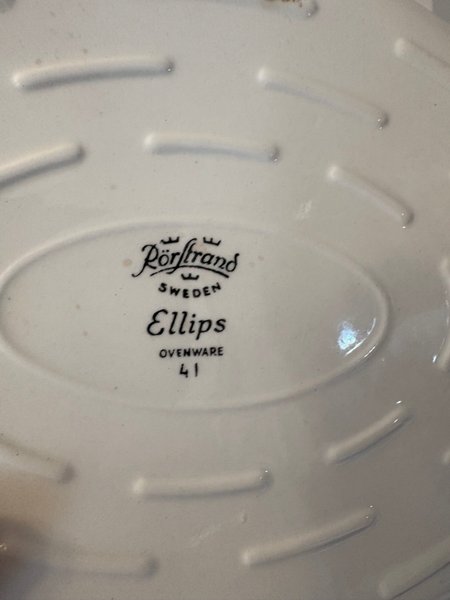 Rörstrand
SWEDEN
Ellips
OVENWARE
41